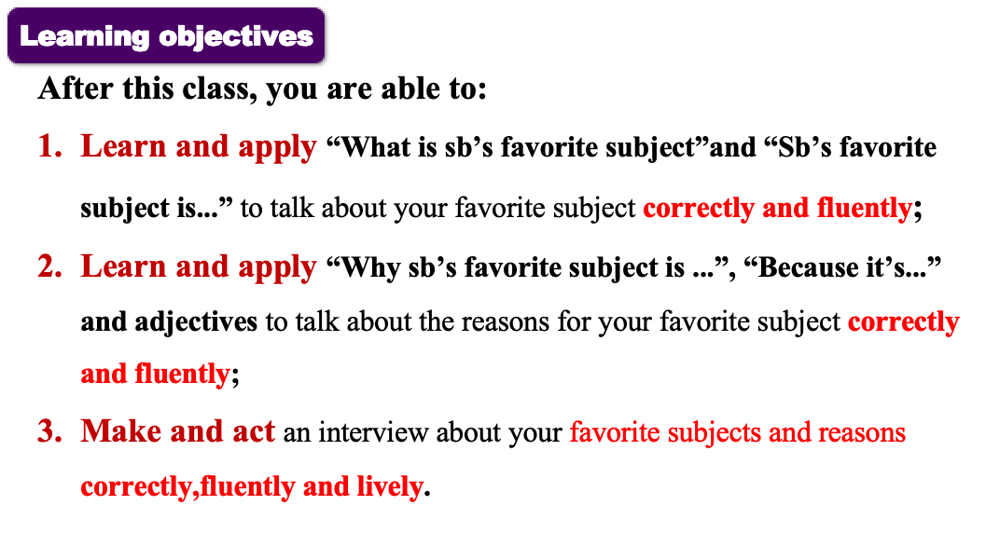 Learning objectives
After this class, you are able to:
1. Learn and apply “What is sb’s favorite subject”and “Sb’s favorite
subject is...” to talk about your favorite subject correctly and fluently;
2. Learn and apply “Why sb’s favorite subject is ...”, “Because it’s...”
and adjectives to talk about the reasons for your favorite subject correctly
and fluently;
3. Make and act an interview about your favorite subjects and reasons
correctly,fluently and lively.